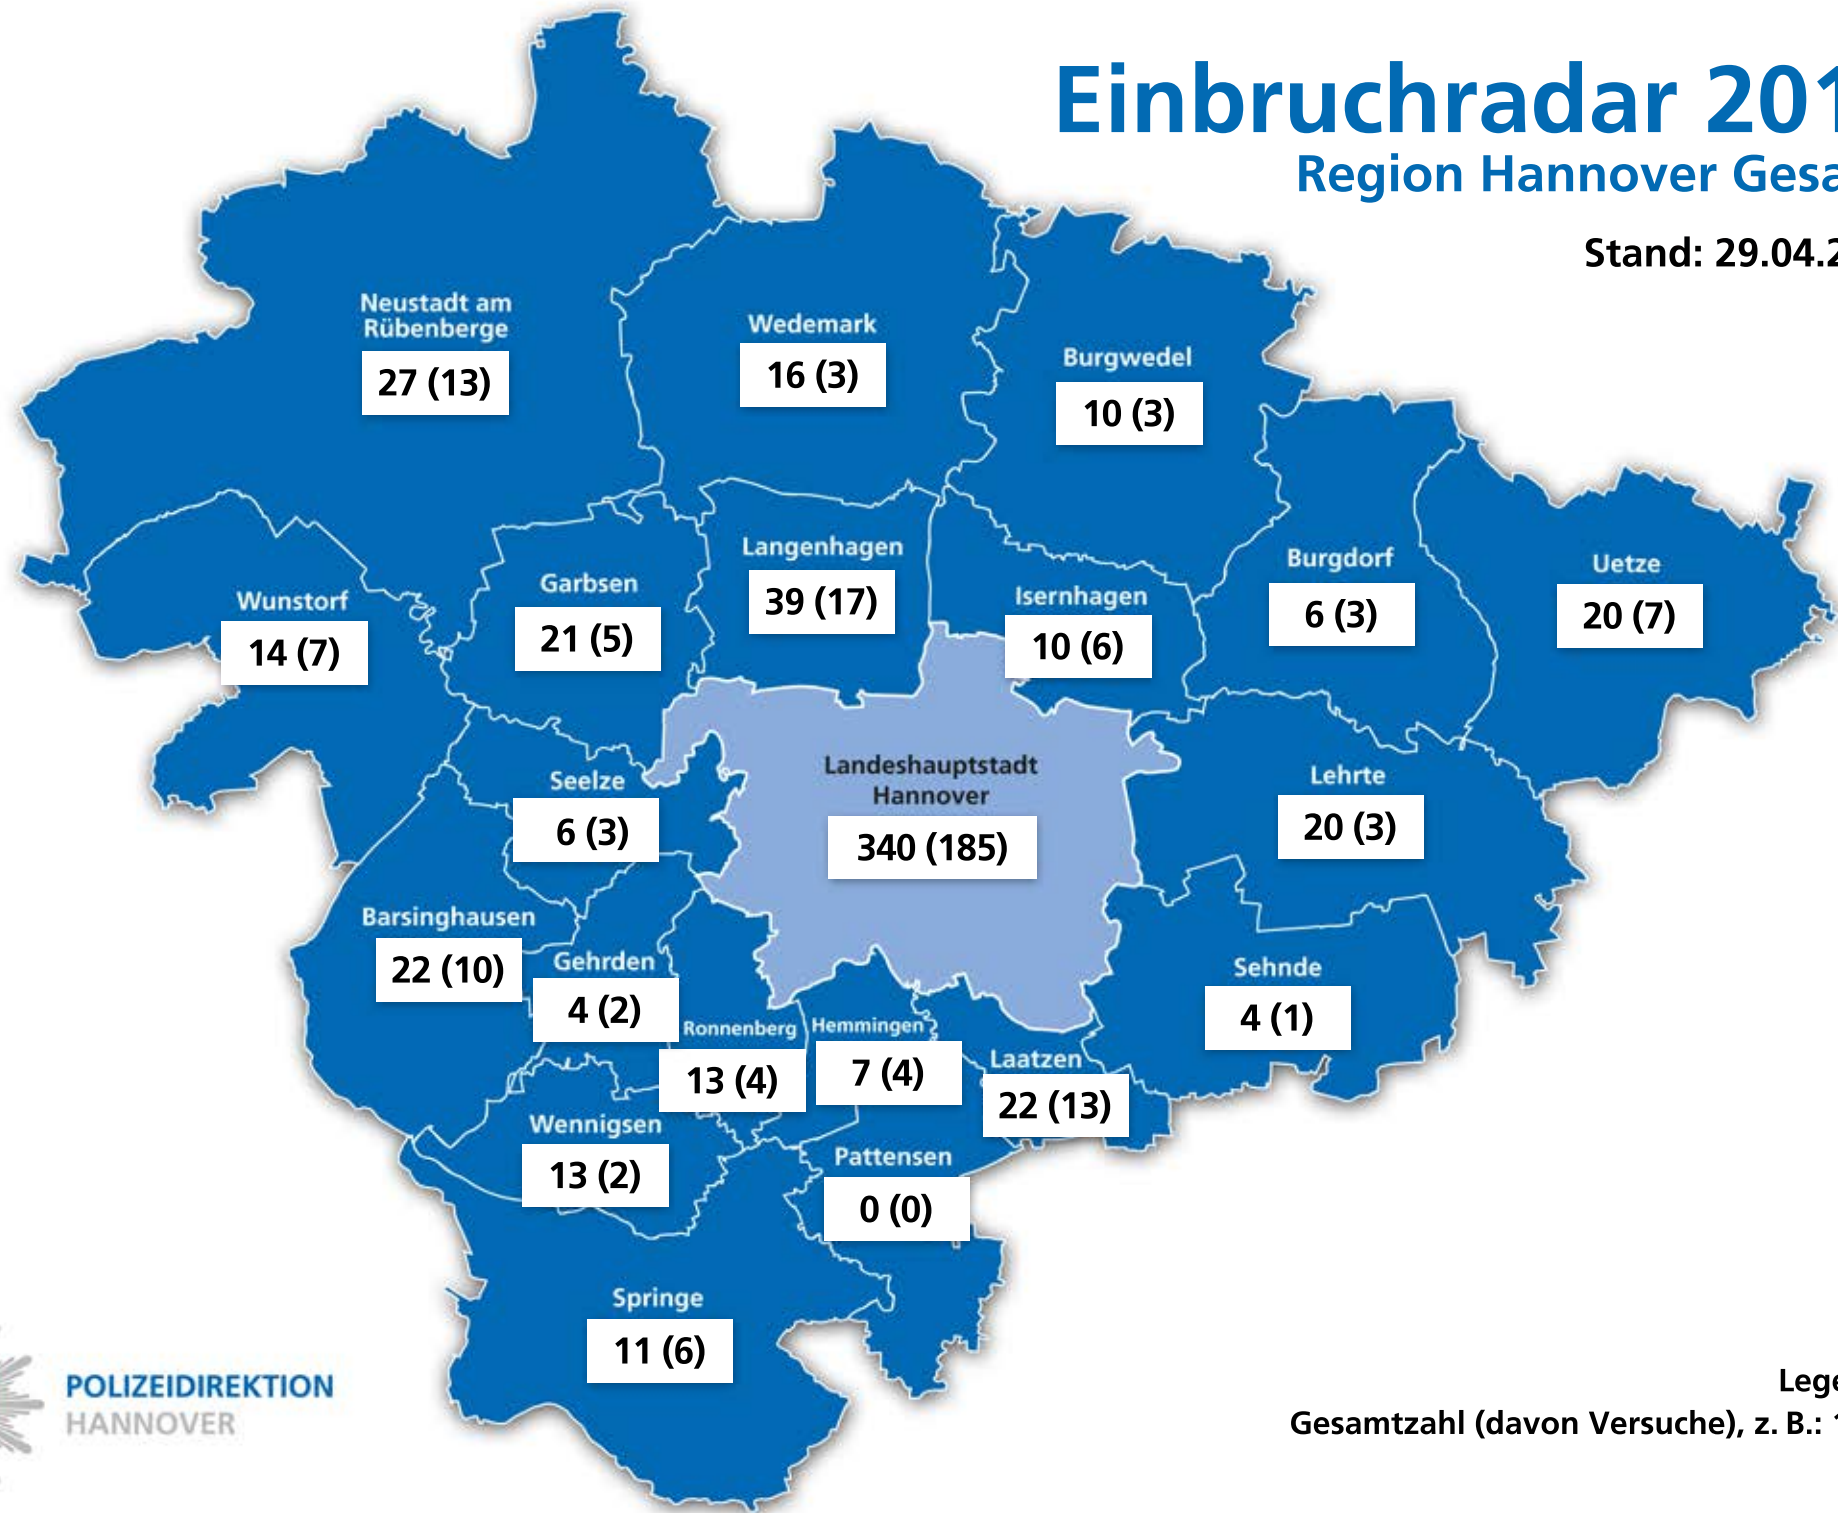 Einbruchradar 201
Region Hannover Gesa
Stand: 29.04.2
Neustadt am
Rübenberge
27 (13)
Wedemark
16 (3)
Burgwedel
10 (3)
Langenhagen
39 (17)
Garbsen
21 (5)
Wunstorf
14 (7)
Isernhagen
10 (6)
Burgdorf
6 (3)
Uetze
20 (7)
Landeshauptstadt
Hannover
340 (185)
Seelze
6 (3)
Lehrte
20 (3)
Barsinghausen
22 (10)
Gehrden
4 (2)
Sehnde
4 (1)
Ronnenberg
13 (4)
Hemmingen
7 (4)
Laatzen
22 (13)
Wennigsen
13 (2)
Pattensen
0 (0)
Springe
11 (6)
POLIZEIDIREKTION
HANNOVER
Lege
Gesamtzahl (davon Versuche), z. B.: 1